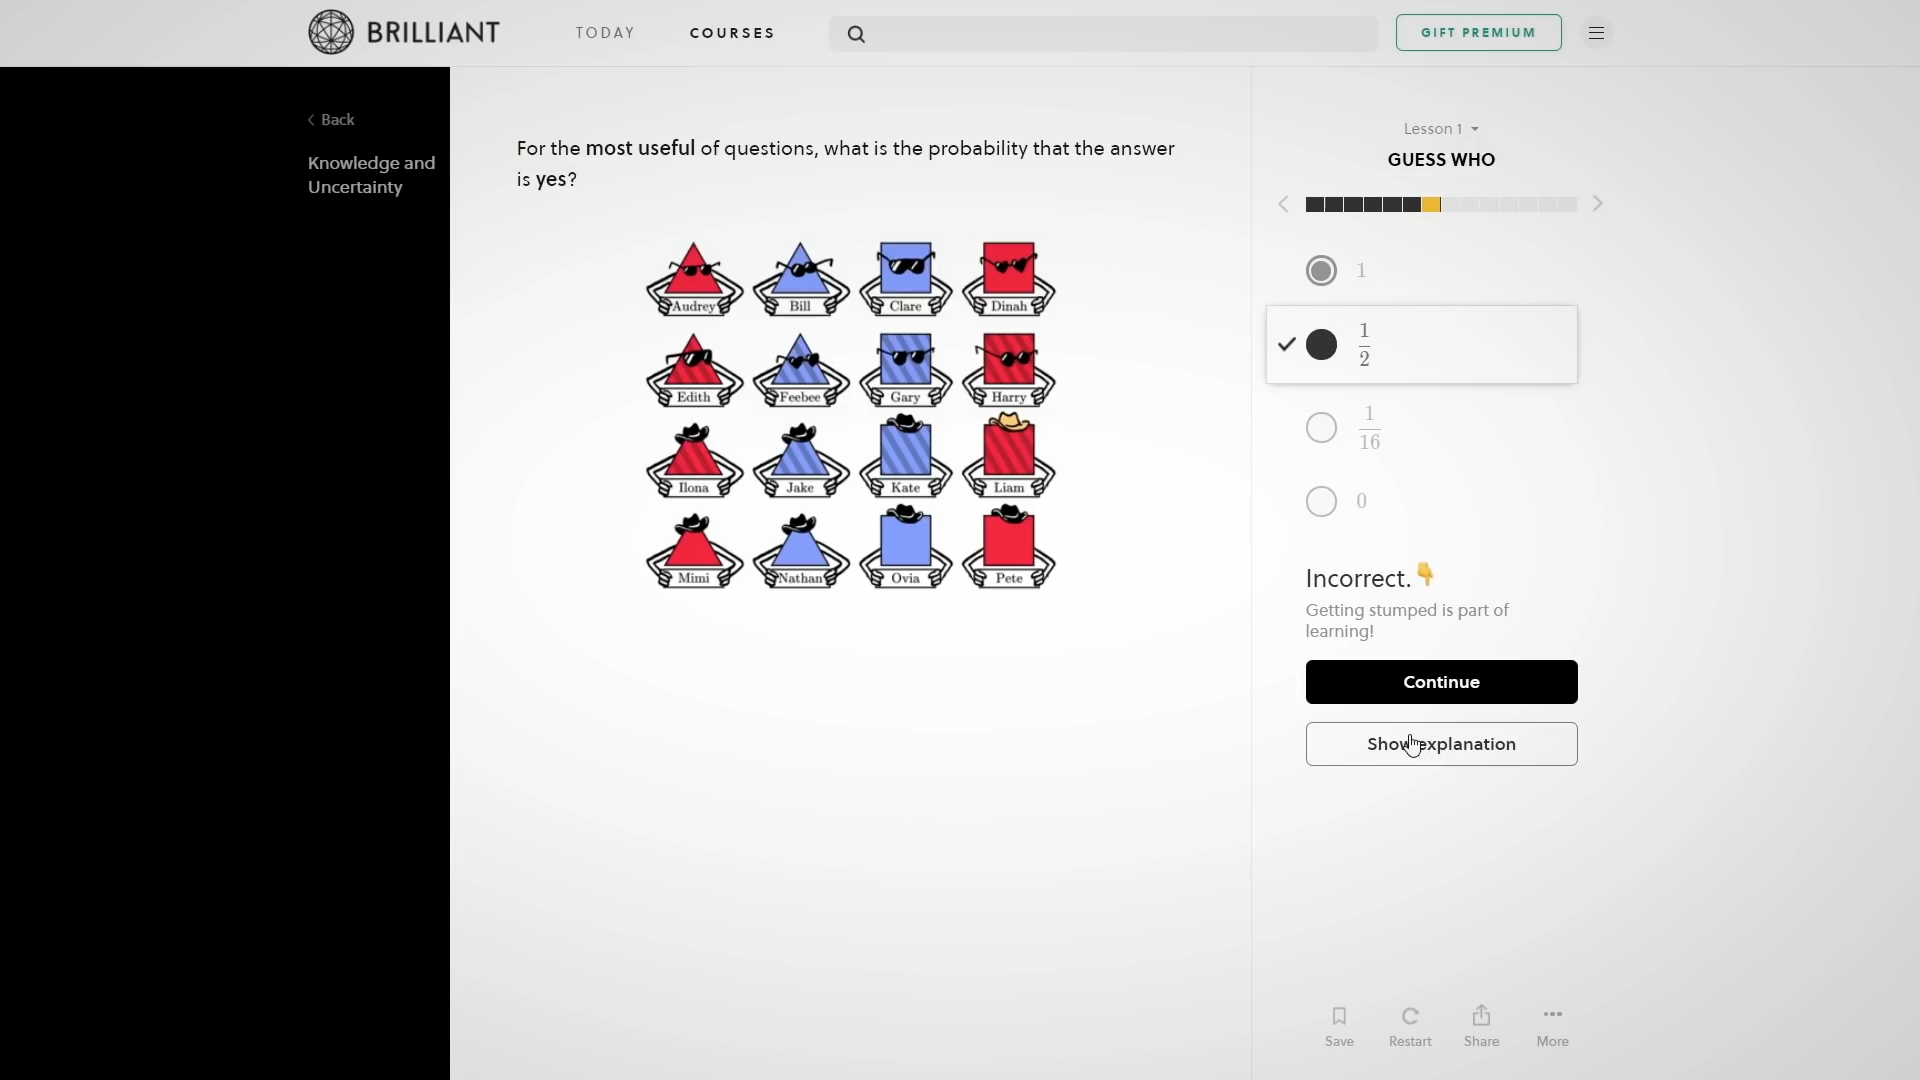 BRILLIANT
TODAY
COURSES
GIFT PREMIUM
Back
Knowledge and
Uncertainty
For the most useful of questions, what is the probability that the answer
is yes?
Audrey Bill Clare Dinah
Edith Feebee Gary Harry
Ilona Jake Kate Liam
Mimi Nathan Ovia Pete
Lesson 1
GUESS WHO
1
1/2
1/16
0
Incorrect.👇
Getting stumped is part of
learning!
Continue
Show explanation
Save Restart Share More